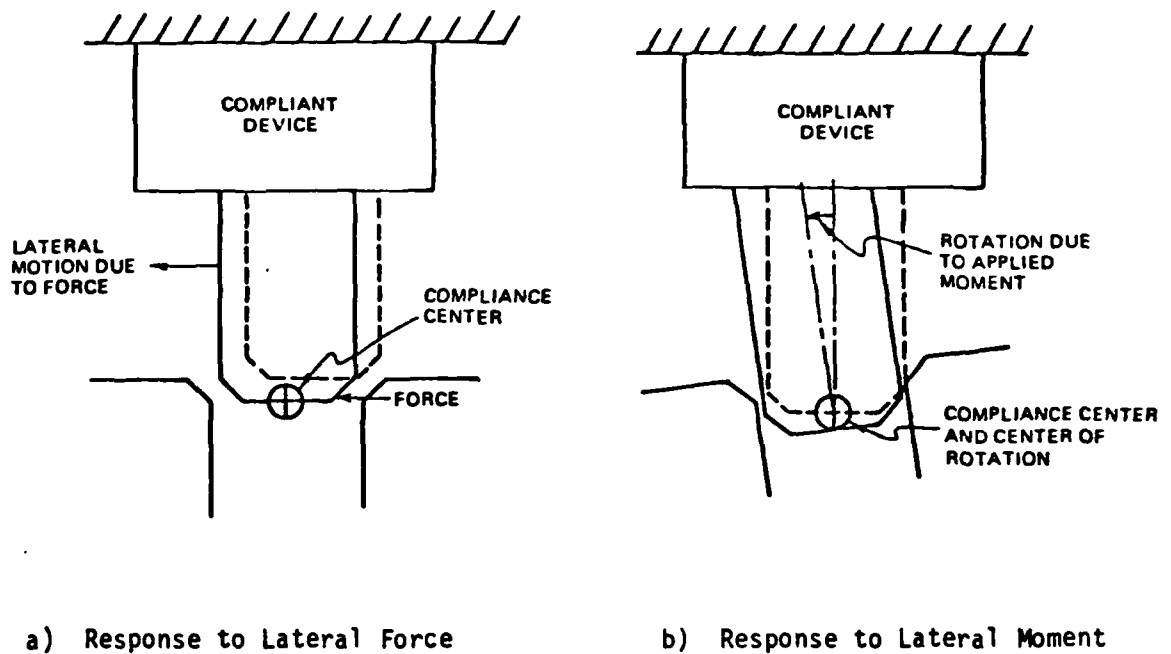 COMPLIANT
DEVICE
LATERAL
MOTION DUE
TO FORCE
COMPLIANCE
CENTER
FORCE
a) Response to Lateral Force
COMPLIANT
DEVICE
ROTATION DUE
TO APPLIED
MOMENT
COMPLIANCE CENTER
AND CENTER OF
ROTATION
b) Response to Lateral Moment